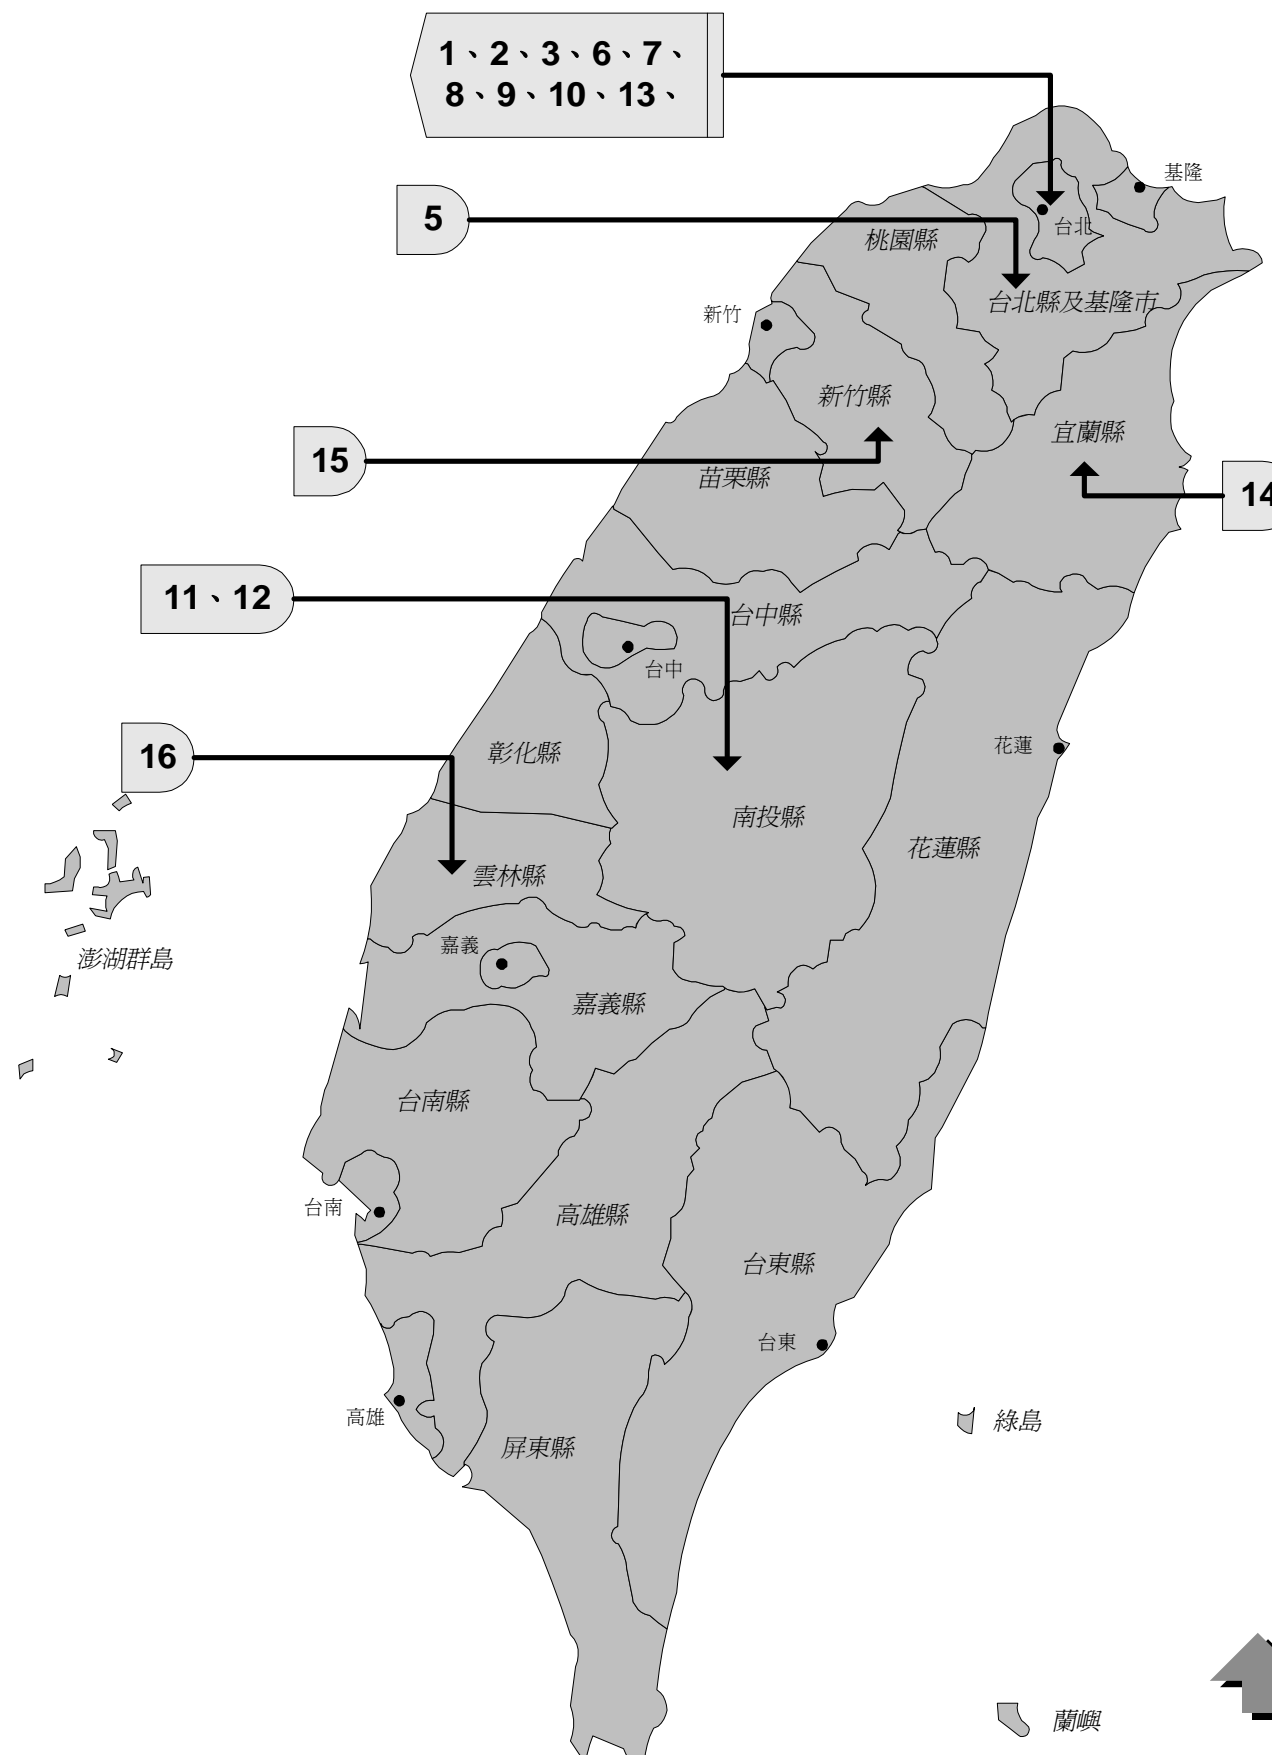 1、2、3、6、7、
8、9、10、13、
基隆
5
台北
桃園縣
台北縣及基隆市
新竹
新竹縣
宜蘭縣
15
苗栗縣
14
11、12
台中縣
台中
花蓮
彰化縣
16
南投縣
花蓮縣
雲林縣
嘉義
澎湖群島
嘉義縣
台南縣
台南
高雄縣
台東縣
台東
高雄
綠島
屏東縣
蘭嶼